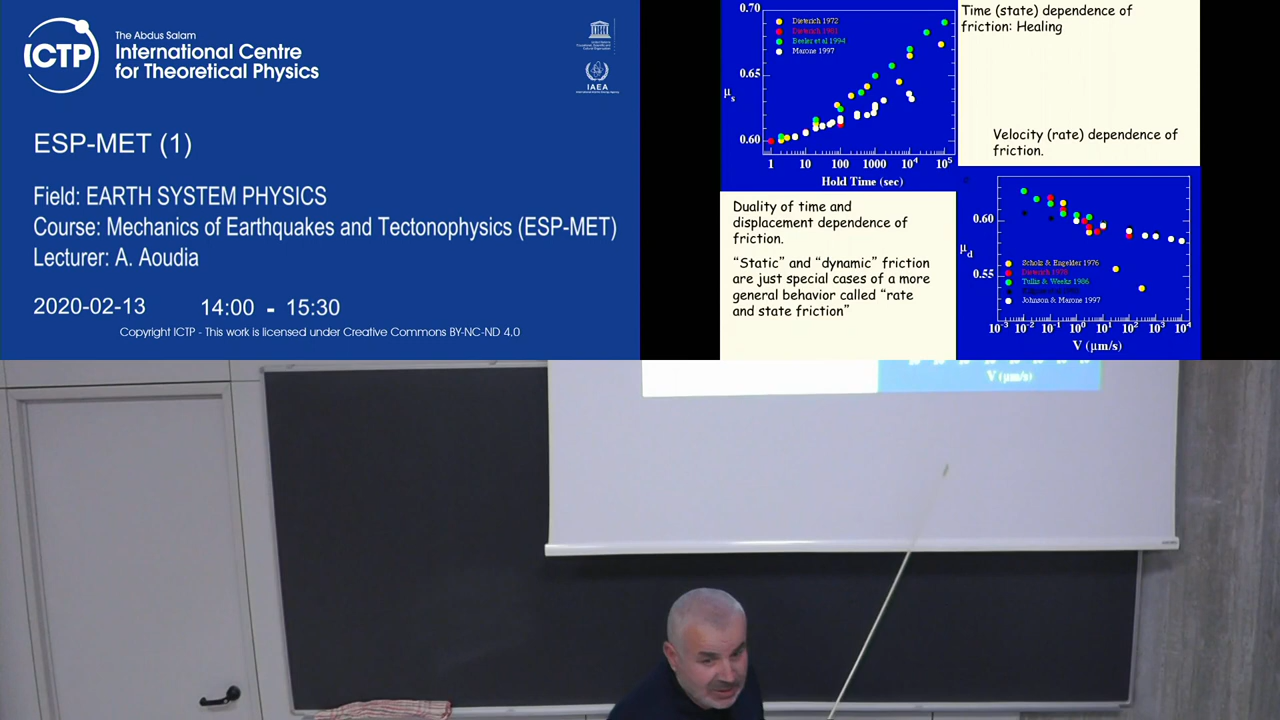 The Abdus Salam
International Centre
for Theoretical Physics
ICTP
IAEA
ESP-MET (1)
Field: EARTH SYSTEM PHYSICS
Course: Mechanics of Earthquakes and Tectonophysics (ESP-MET)
Lecturer: A. Aoudia
2020-02-13 14:00 - 15:30
Copyright ICTP - This work is licensed under Creative Commons BY-NC-ND 4.0
0.70
0.65
0.60
μs
Dieterich 1972
Dieterich 1981
Beeler et al 1994
Marone 1997
1 10 100 1000 10⁴ 10⁵
Hold Time (sec)
Time (state) dependence of
friction: Healing
Velocity (rate) dependence of
friction.
Duality of time and
displacement dependence of
friction.
“Static” and “dynamic” friction
are just special cases of a more
general behavior called “rate
and state friction”
0.60
0.55
μd
Scholz & Engelder 1976
Dieterich 1978
Tullis & Weeks 1986
Johnson & Marone 1997
10⁻³ 10⁻² 10⁻¹ 10⁰ 10¹ 10² 10³ 10⁴
V (μm/s)
V (μm/s)